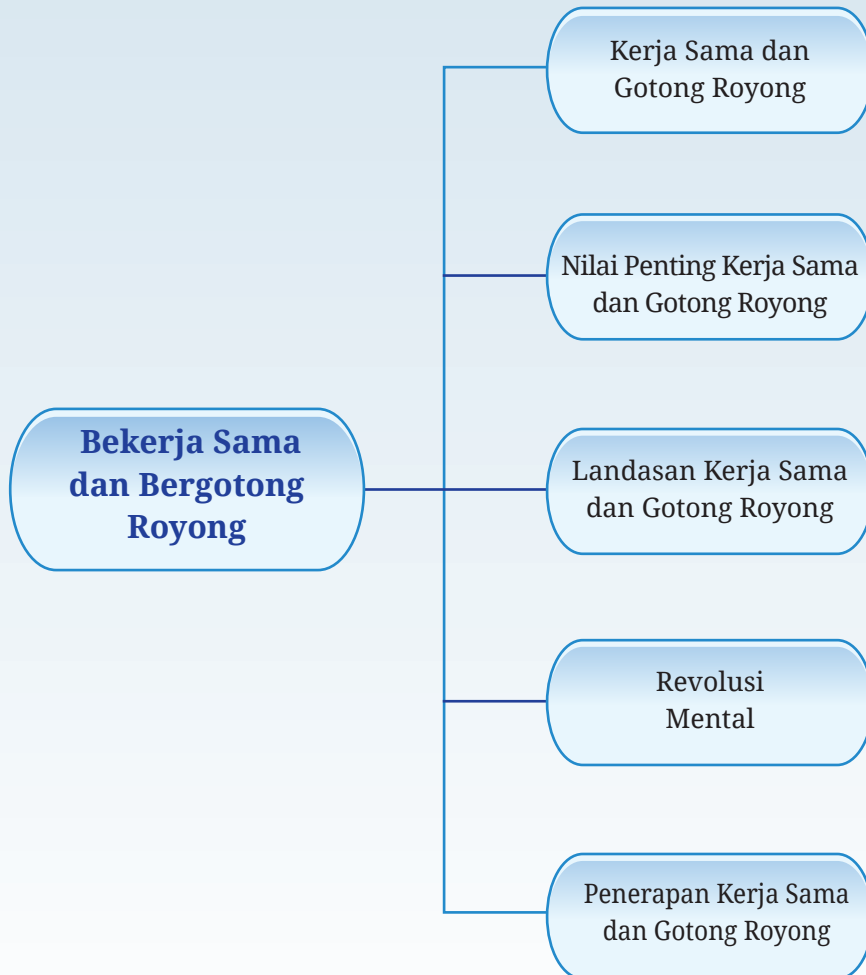 Kerja Sama dan
Gotong Royong
Nilai Penting Kerja Sama
dan Gotong Royong
Bekerja Sama
dan Bergotong
Royong
Landasan Kerja Sama
dan Gotong Royong
Revolusi
Mental
Penerapan Kerja Sama
dan Gotong Royong